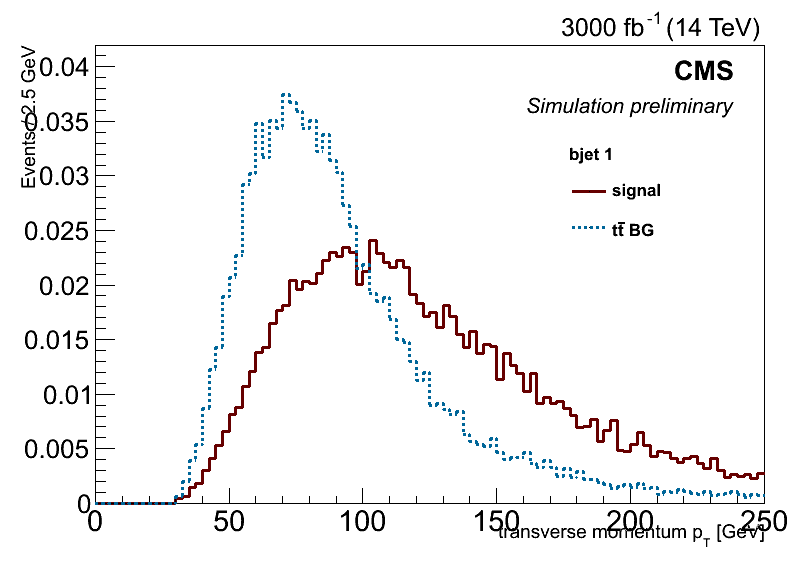 3000 fb-1 (14 TeV)
CMS
Simulation preliminary
bjet 1
signal
tt̄ BG
Events / 2.5 GeV
0.04
0.035
0.03
0.025
0.02
0.015
0.01
0.005
0
0 50 100 150 200 250
transverse momentum pT [GeV]